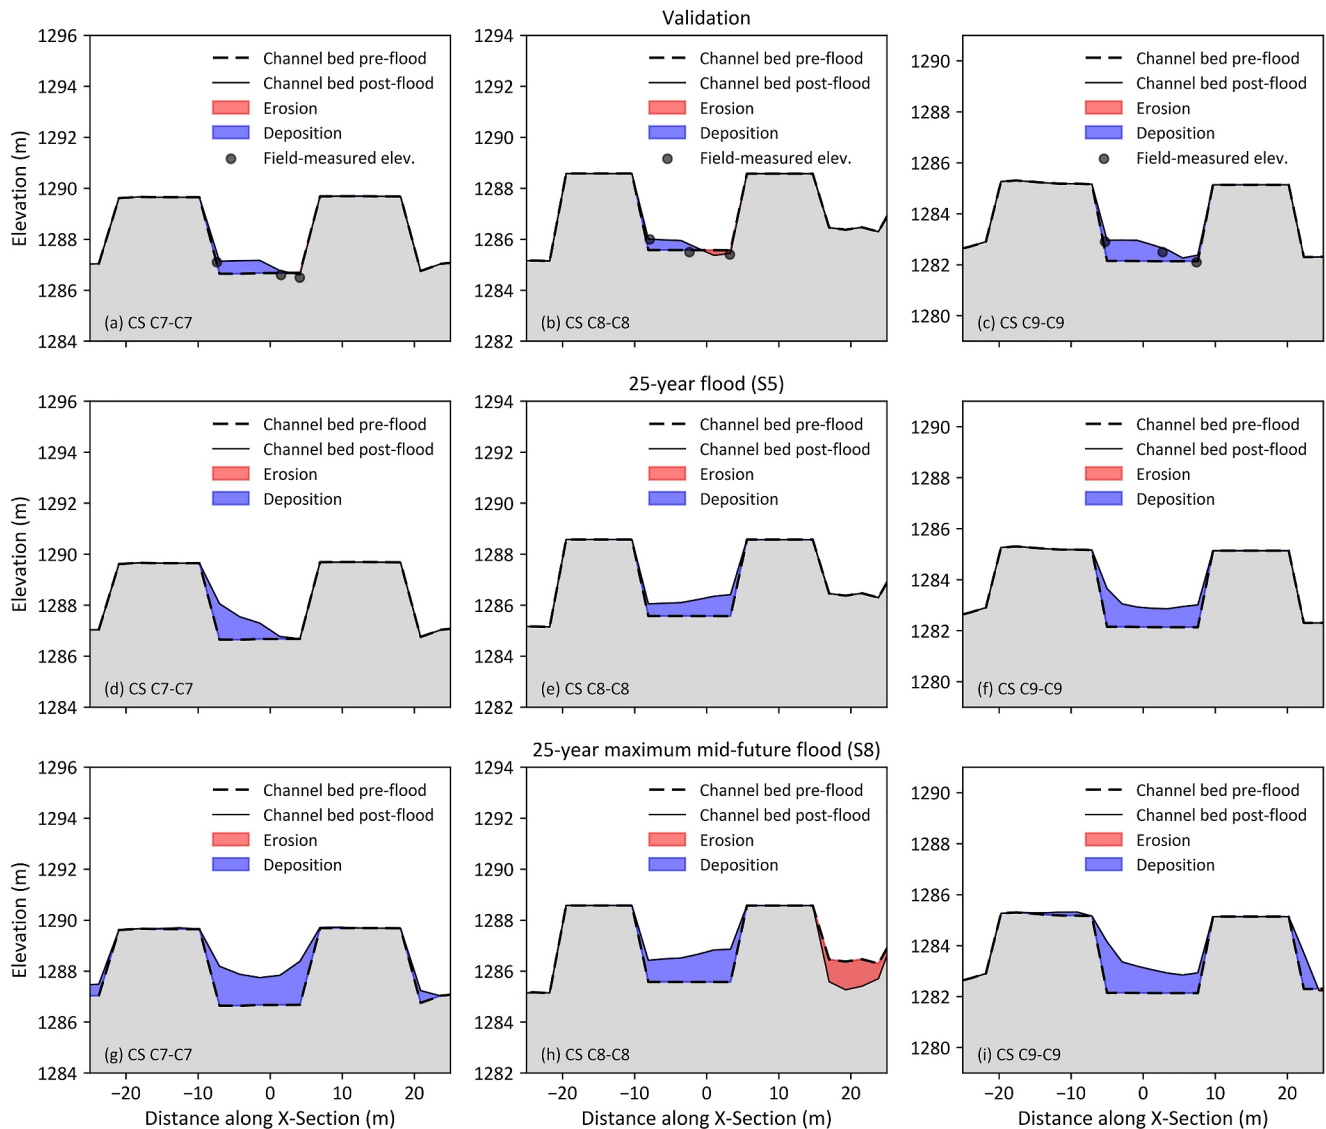 Validation
1296
1294
1292
1290
1288
1286
1284
Elevation (m)
Channel bed pre-flood
Channel bed post-flood
Erosion
Deposition
Field-measured elev.
(a) CS C7-C7
−20
1294
1292
1290
1288
1286
1284
1282
Channel bed pre-flood
Channel bed post-flood
Erosion
Deposition
Field-measured elev.
(b) CS C8-C8
1290
1288
1286
1284
1282
1280
Channel bed pre-flood
Channel bed post-flood
Erosion
Deposition
Field-measured elev.
(c) CS C9-C9
25-year flood (S5)
1296
1294
1292
1290
1288
1286
1284
Elevation (m)
Channel bed pre-flood
Channel bed post-flood
Erosion
Deposition
(d) CS C7-C7
1294
1292
1290
1288
1286
1284
1282
Channel bed pre-flood
Channel bed post-flood
Erosion
Deposition
(e) CS C8-C8
1290
1288
1286
1284
1282
1280
Channel bed pre-flood
Channel bed post-flood
Erosion
Deposition
(f) CS C9-C9
25-year maximum mid-future flood (S8)
1296
1294
1292
1290
1288
1286
1284
Elevation (m)
Channel bed pre-flood
Channel bed post-flood
Erosion
Deposition
(g) CS C7-C7
−20 −10 0 10 20
Distance along X-Section (m)
1294
1292
1290
1288
1286
1284
1282
Channel bed pre-flood
Channel bed post-flood
Erosion
Deposition
(h) CS C8-C8
−20 −10 0 10 20
Distance along X-Section (m)
1290
1288
1286
1284
1282
1280
Channel bed pre-flood
Channel bed post-flood
Erosion
Deposition
(i) CS C9-C9
−20 −10 0 10 20
Distance along X-Section (m)